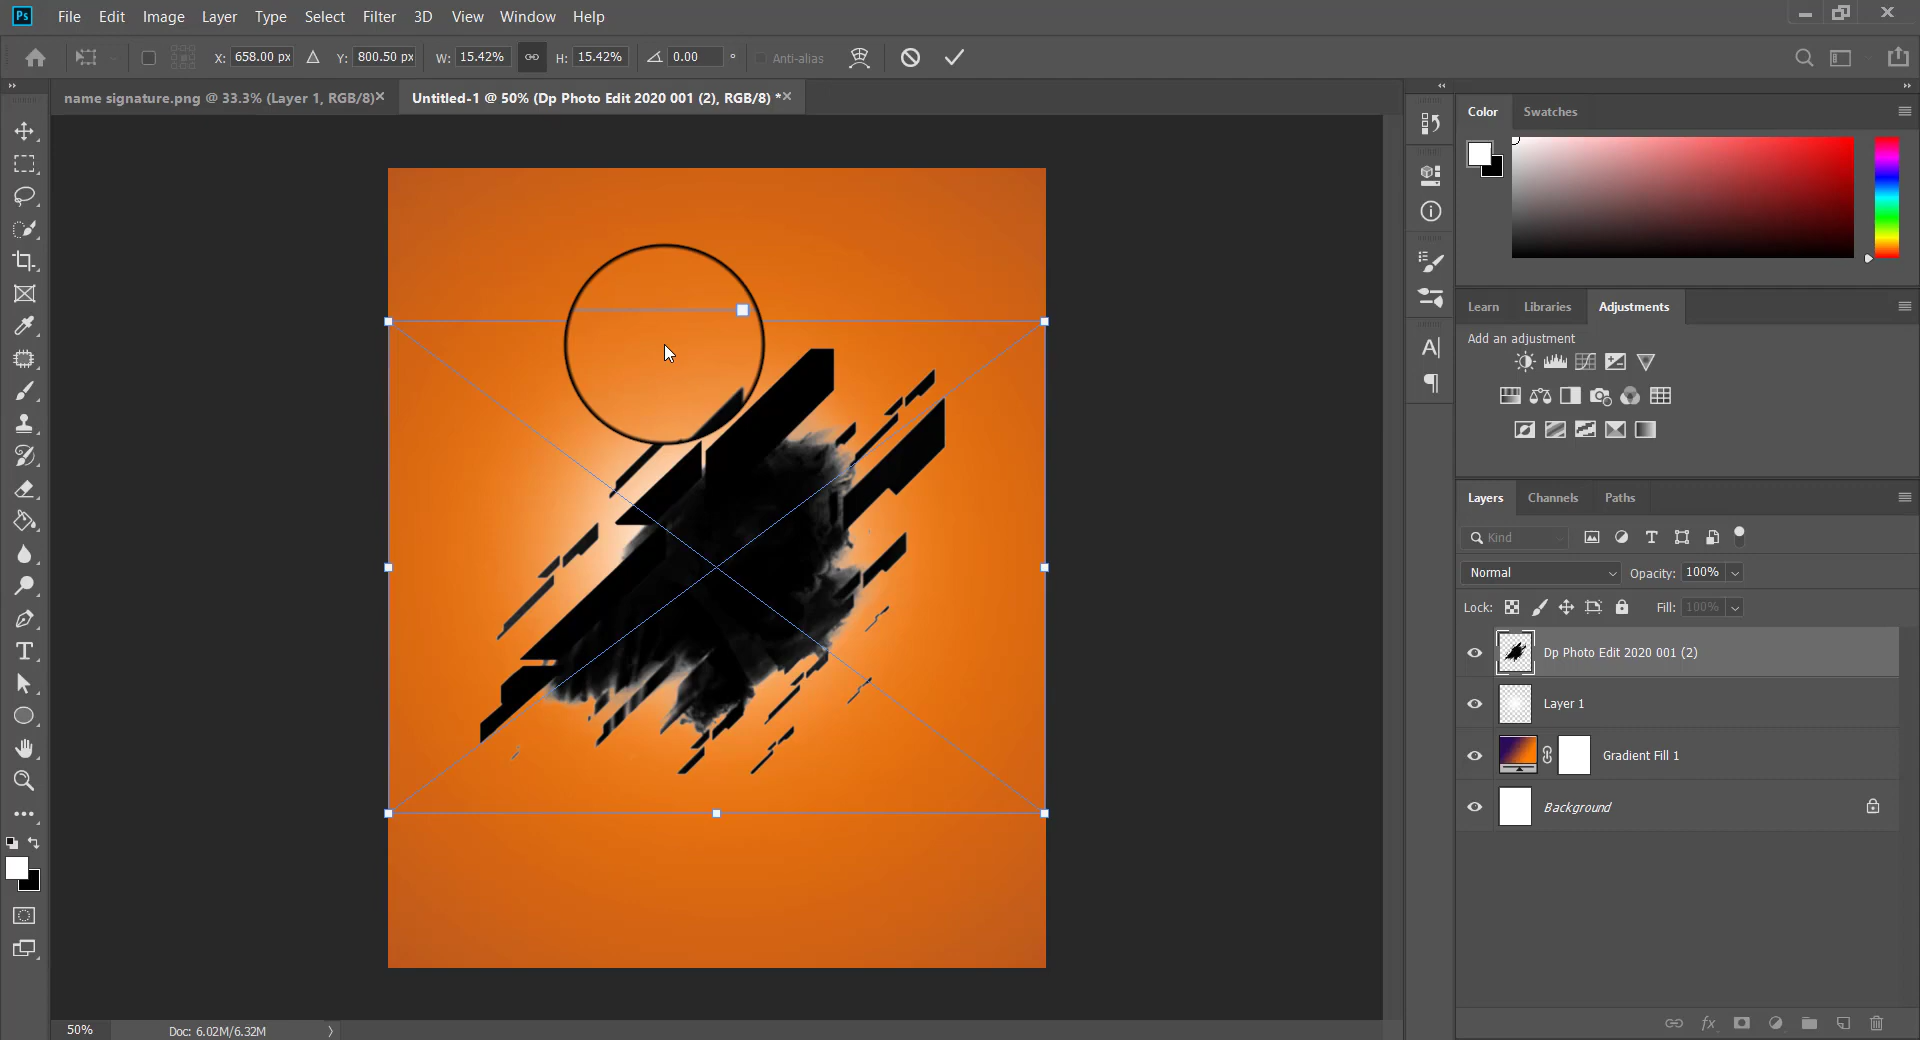 Ps File Edit Image Layer Type Select Filter 3D View Window Help
X: 658.00 px Y: 800.50 px W: 15.42% H: 15.42% 0.00 ° Anti-alias
name signature.png @ 33.3% (Layer 1, RGB/8) × Untitled-1 @ 50% (Dp Photo Edit 2020 001 (2), RGB/8) * ×
Color Swatches
Learn Libraries Adjustments
Add an adjustment
Layers Channels Paths
Kind
Normal Opacity: 100%
Lock: Fill: 100%
Dp Photo Edit 2020 001 (2)
Layer 1
Gradient Fill 1
Background
50% Doc: 6.02M/6.32M